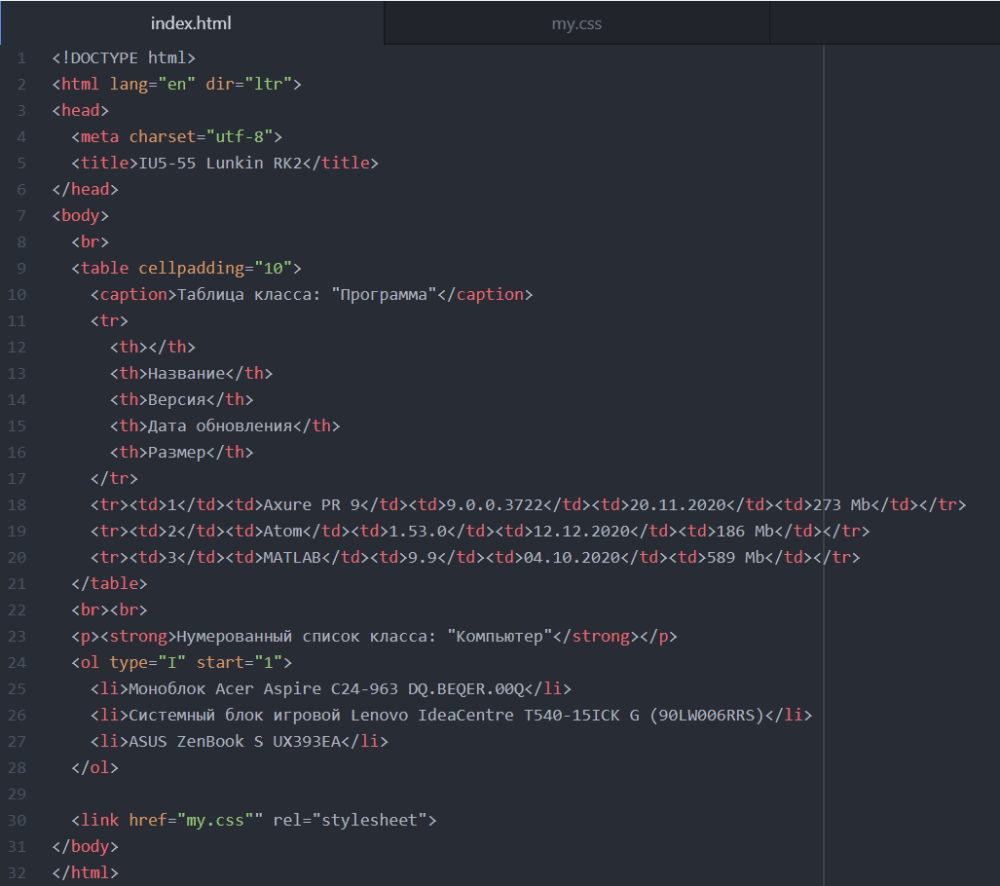 index.html
my.css
1 <!DOCTYPE html>
2 <html lang="en" dir="ltr">
3 <head>
4 <meta charset="utf-8">
5 <title>IU5-55 Lunkin RK2</title>
6 </head>
7 <body>
8 <br>
9 <table cellpadding="10">
10 <caption>Таблица класса: "Программа"</caption>
11 <tr>
12 <th></th>
13 <th>Название</th>
14 <th>Версия</th>
15 <th>Дата обновления</th>
16 <th>Размер</th>
17 </tr>
18 <tr><td>1</td><td>Axure PR 9</td><td>9.0.0.3722</td><td>20.11.2020</td><td>273 Mb</td></tr>
19 <tr><td>2</td><td>Atom</td><td>1.53.0</td><td>12.12.2020</td><td>186 Mb</td></tr>
20 <tr><td>3</td><td>MATLAB</td><td>9.9</td><td>04.10.2020</td><td>589 Mb</td></tr>
21 </table>
22 <br><br>
23 <p><strong>Нумерованный список класса: "Компьютер"</strong></p>
24 <ol type="I" start="1">
25 <li>Моноблок Acer Aspire C24-963 DQ.BEQER.00Q</li>
26 <li>Системный блок игровой Lenovo IdeaCentre T540-15ICK G (90LW006RRS)</li>
27 <li>ASUS ZenBook S UX393EA</li>
28 </ol>
29
30 <link href="my.css"" rel="stylesheet">
31 </body>
32 </html>